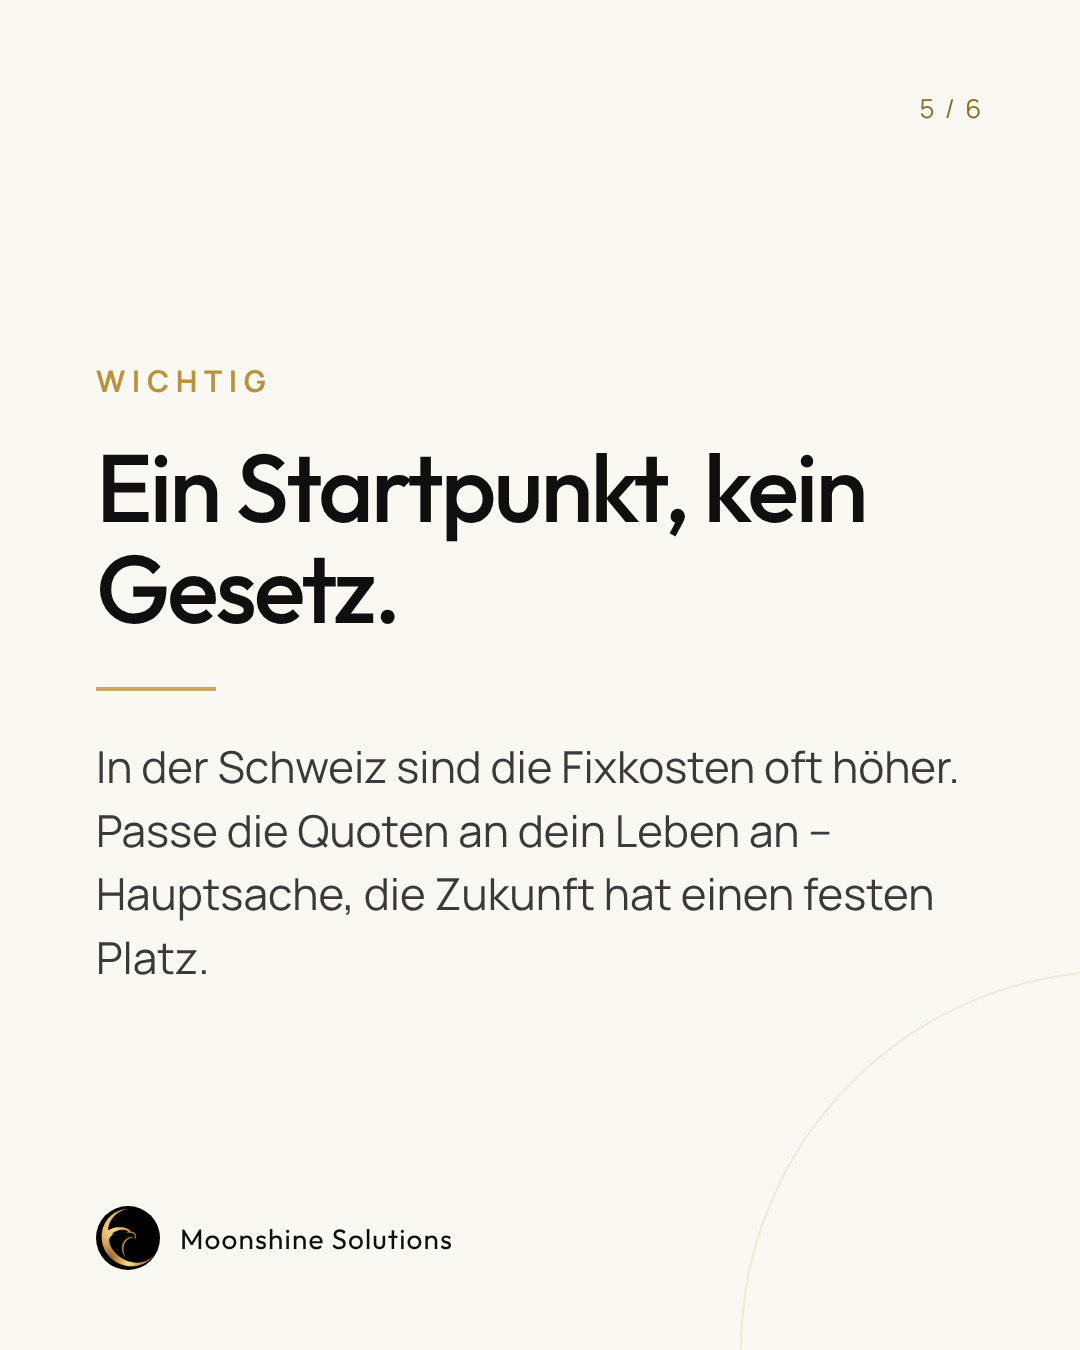 5 / 6
WICHTIG
Ein Startpunkt, kein
Gesetz.
In der Schweiz sind die Fixkosten oft höher.
Passe die Quoten an dein Leben an –
Hauptsache, die Zukunft hat einen festen
Platz.
Moonshine Solutions